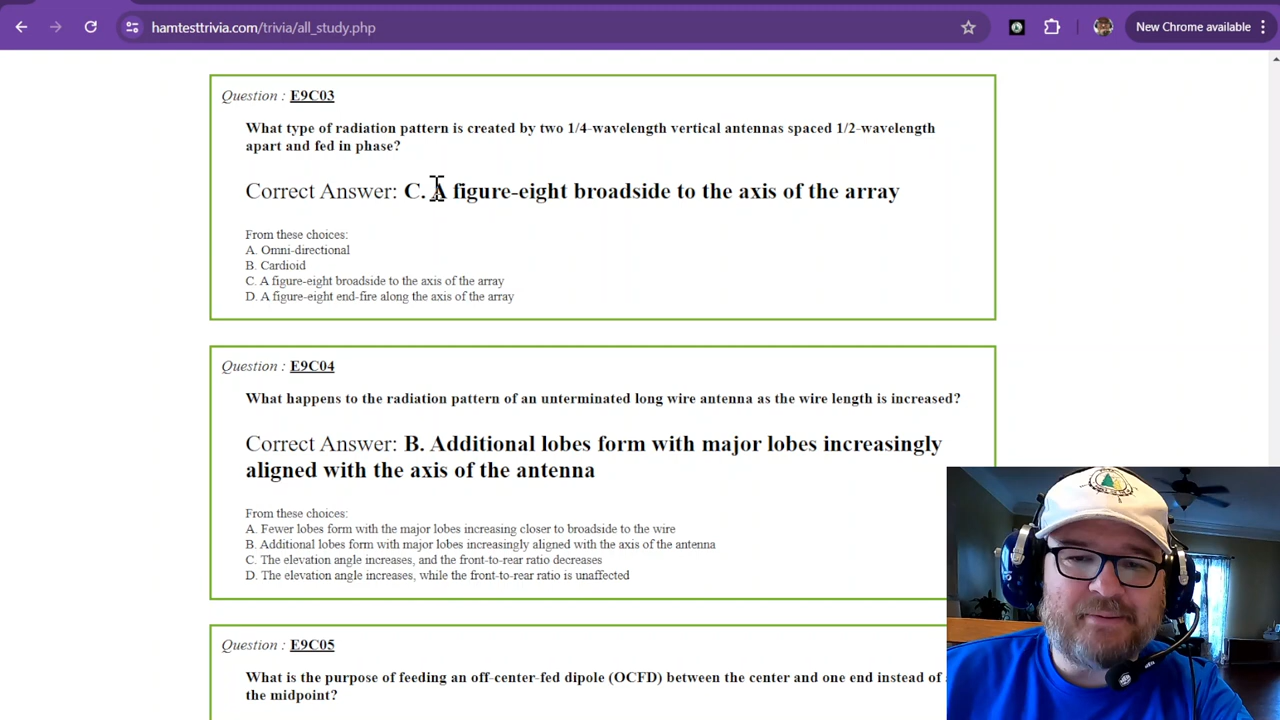 hamtesttrivia.com/trivia/all_study.php
New Chrome available
Question : E9C03
What type of radiation pattern is created by two 1/4-wavelength vertical antennas spaced 1/2-wavelength
apart and fed in phase?
Correct Answer: C. A figure-eight broadside to the axis of the array
From these choices:
A. Omni-directional
B. Cardioid
C. A figure-eight broadside to the axis of the array
D. A figure-eight end-fire along the axis of the array
Question : E9C04
What happens to the radiation pattern of an unterminated long wire antenna as the wire length is increased?
Correct Answer: B. Additional lobes form with major lobes increasingly
aligned with the axis of the antenna
From these choices:
A. Fewer lobes form with the major lobes increasing closer to broadside to the wire
B. Additional lobes form with major lobes increasingly aligned with the axis of the antenna
C. The elevation angle increases, and the front-to-rear ratio decreases
D. The elevation angle increases, while the front-to-rear ratio is unaffected
Question : E9C05
What is the purpose of feeding an off-center-fed dipole (OCFD) between the center and one end instead of
the midpoint?